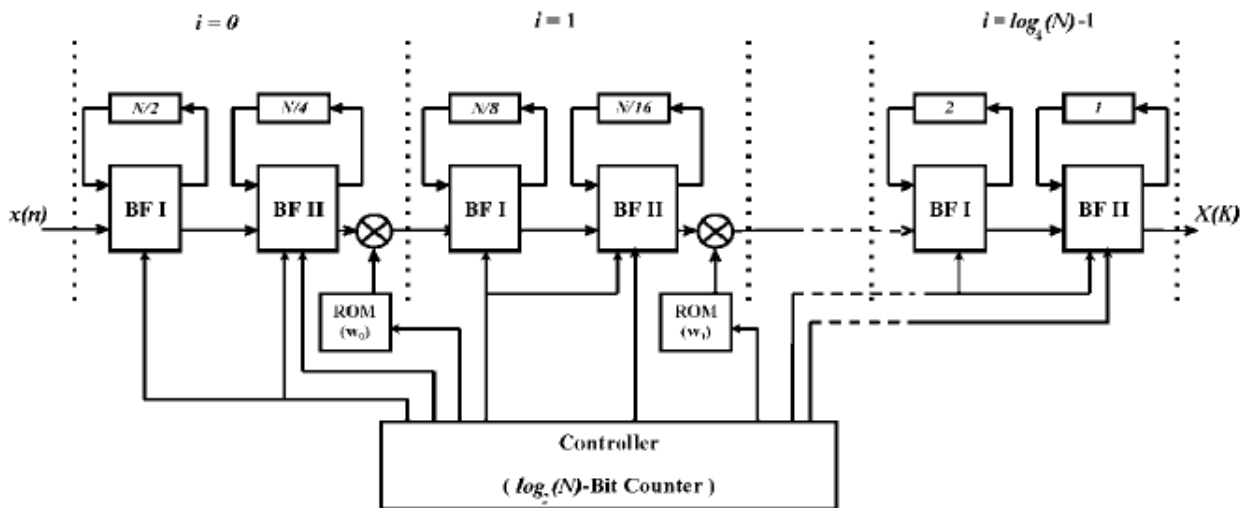 i = 0
i = 1
i = log₄(N)-1
N/2
N/4
N/8
N/16
2
1
x(n)
BF I
BF II
BF I
BF II
BF I
BF II
X(K)
ROM
(w₀)
ROM
(w₁)
Controller
( log (N)-Bit Counter )